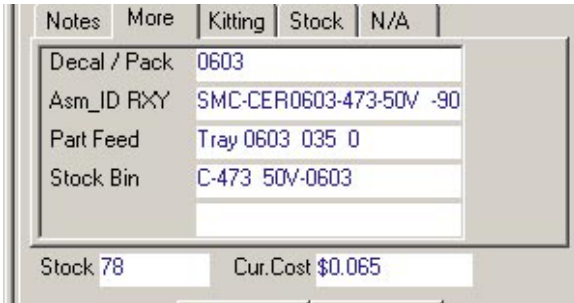 Notes More Kitting Stock N/A
Decal / Pack 0603
Asm_ID RXY SMC-CER0603-473-50V -90
Part Feed Tray 0603 035 0
Stock Bin C-473 50V-0603
Stock 78 Cur.Cost $0.065